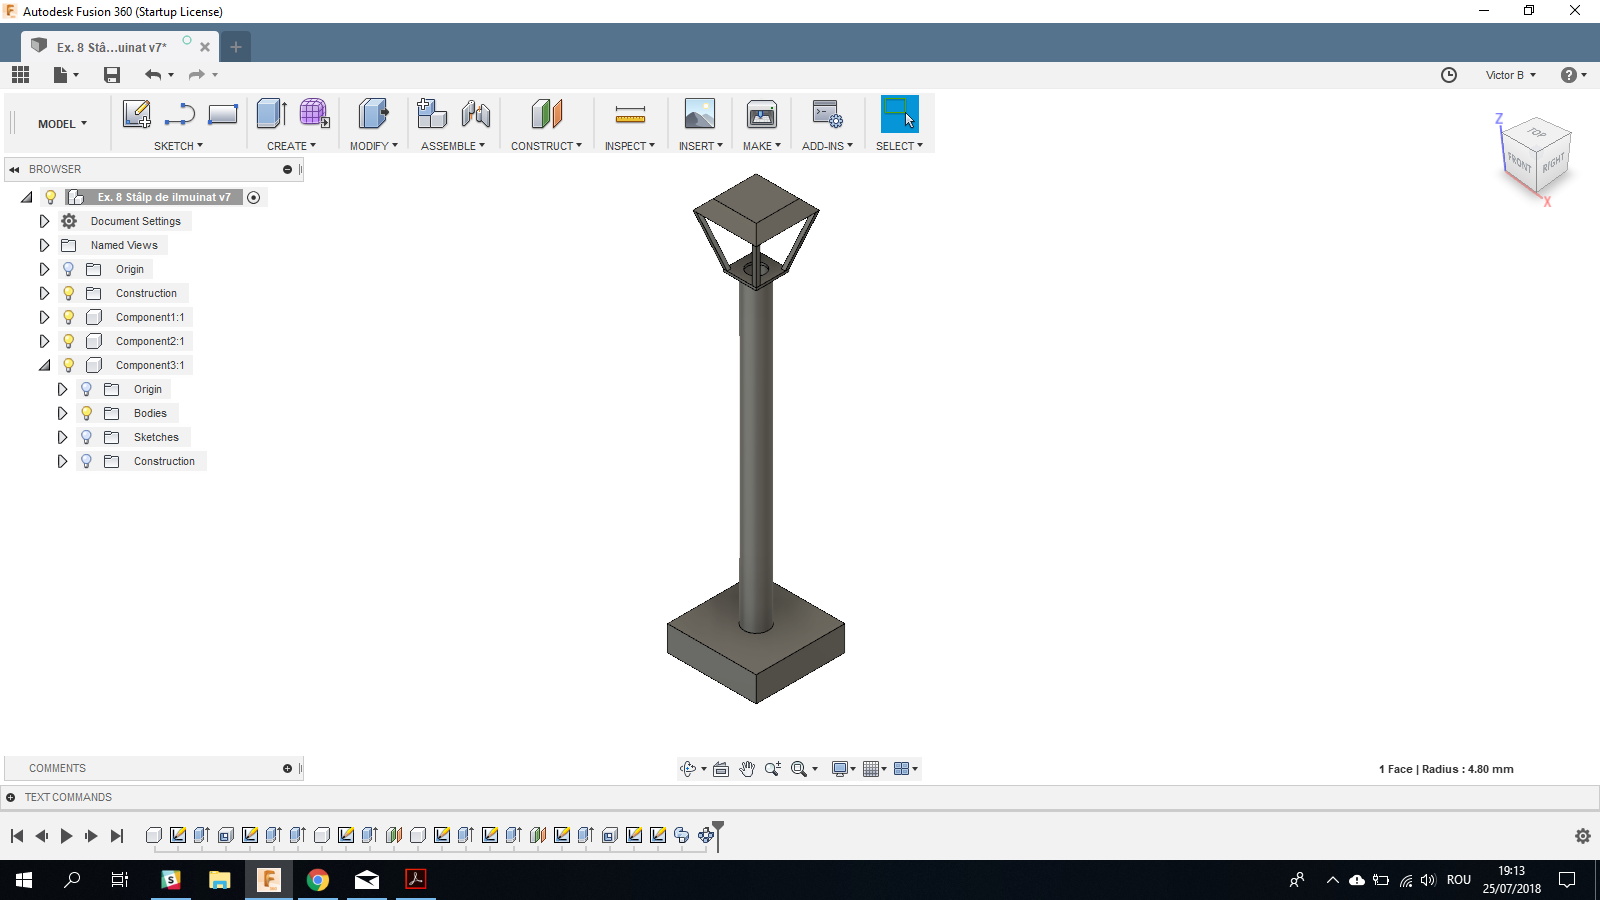 Autodesk Fusion 360 (Startup License)
Ex. 8 Stâ...uinat v7*
Victor B
MODEL
SKETCH
CREATE
MODIFY
ASSEMBLE
CONSTRUCT
INSPECT
INSERT
MAKE
ADD-INS
SELECT
BROWSER
Ex. 8 Stâlp de ilmuinat v7
Document Settings
Named Views
Origin
Construction
Component1:1
Component2:1
Component3:1
Origin
Bodies
Sketches
Construction
Z
TOP
FRONT
RIGHT
X
COMMENTS
1 Face | Radius : 4.80 mm
TEXT COMMANDS
ROU
19:13
25/07/2018